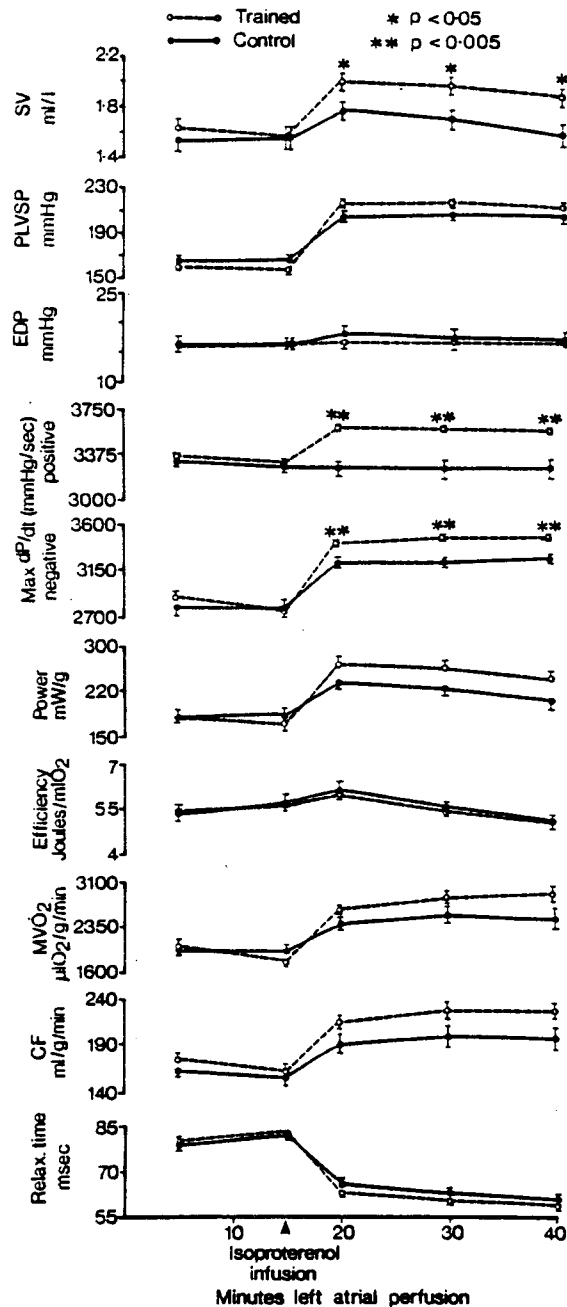 Trained * p < 0·05
Control ** p < 0·005
SV
ml/l
2·2
1·8
1·4
* * *
PLVSP
mmHg
230
190
150
EDP
mmHg
25
10
Max dP/dt (mmHg/sec)
positive
3750
3375
3000
** ** **
negative
3600
3150
2700
** ** **
Power
mW/g
300
220
150
Efficiency
Joules/mlO2
7
5.5
4
MV̇O2
µlO2/g/min
3100
2350
1600
CF
ml/g/min
240
190
140
Relax. time
msec
85
70
55
10 20 30 40
Isoproterenol
infusion
Minutes left atrial perfusion